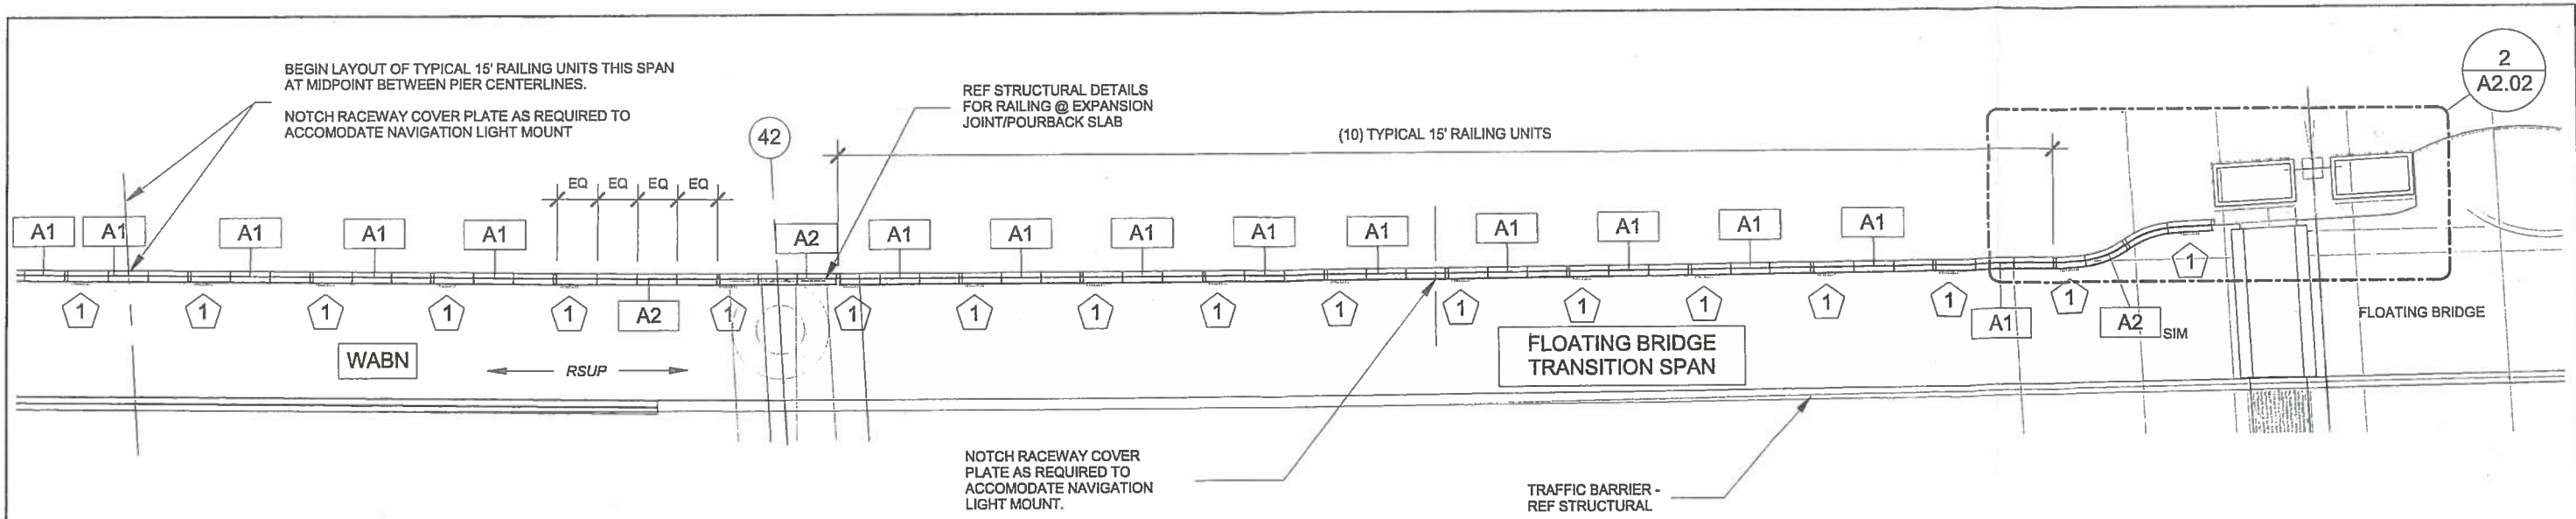 BEGIN LAYOUT OF TYPICAL 15' RAILING UNITS THIS SPAN
AT MIDPOINT BETWEEN PIER CENTERLINES.
NOTCH RACEWAY COVER PLATE AS REQUIRED TO
ACCOMODATE NAVIGATION LIGHT MOUNT
REF STRUCTURAL DETAILS
FOR RAILING @ EXPANSION
JOINT/POURBACK SLAB
2
A2.02
42
(10) TYPICAL 15' RAILING UNITS
EQ EQ EQ EQ
A1 A1 A1 A1 A1 A2 A1 A1 A1 A1 A1 A1 A1 A1 A1
1 1 1 1 1 A2 1 1 1 1 1 1 1 1 1 1 1 A1 1 A2 SIM 1
FLOATING BRIDGE
WABN
RSUP
FLOATING BRIDGE
TRANSITION SPAN
NOTCH RACEWAY COVER
PLATE AS REQUIRED TO
ACCOMODATE NAVIGATION
LIGHT MOUNT.
TRAFFIC BARRIER -
REF STRUCTURAL